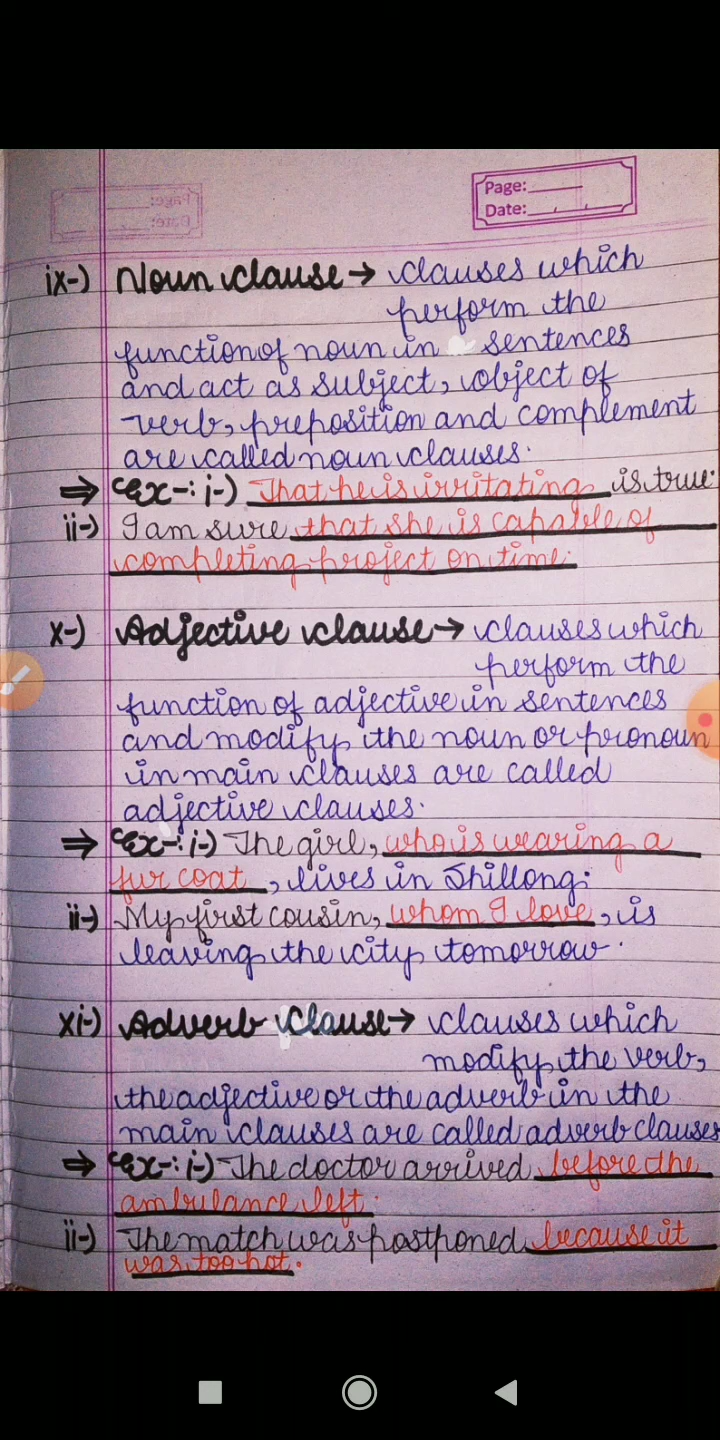 Page:
Date:
ix-) Noun clause → clauses which
perform the
function of noun in sentences
and act as subject, object of
verb, preposition and complement
are called noun clauses.
⇒ Ex-: i-) That he is irritating is true.
ii-) I am sure that she is capable of
completing project on time.
x-) Adjective clause → clauses which
perform the
function of adjective in sentences
and modify the noun or pronoun
in main clauses are called
adjective clauses.
⇒ Ex-: i-) The girl, who is wearing a
fur coat, lives in Shillong.
ii-) My first cousin, whom I love, is
leaving the city tomorrow.
xi-) Adverb clause → clauses which
modify the verb,
the adjective or the adverb in the
main clauses are called adverb clauses
⇒ Ex-: i-) The doctor arrived before the
ambulance left.
ii-) The match was postponed because it
was too hot.